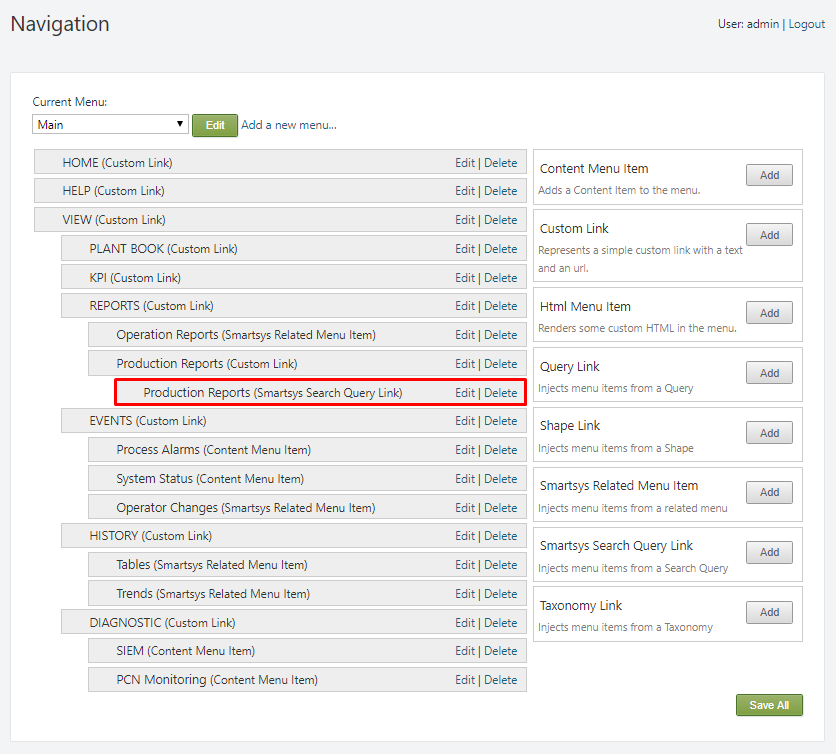 Navigation
User: admin | Logout
Current Menu:
Main
Edit
Add a new menu...
HOME (Custom Link) Edit | Delete
HELP (Custom Link) Edit | Delete
VIEW (Custom Link) Edit | Delete
PLANT BOOK (Custom Link) Edit | Delete
KPI (Custom Link) Edit | Delete
REPORTS (Custom Link) Edit | Delete
Operation Reports (Smartsys Related Menu Item) Edit | Delete
Production Reports (Custom Link) Edit | Delete
Production Reports (Smartsys Search Query Link) Edit | Delete
EVENTS (Custom Link) Edit | Delete
Process Alarms (Content Menu Item) Edit | Delete
System Status (Content Menu Item) Edit | Delete
Operator Changes (Smartsys Related Menu Item) Edit | Delete
HISTORY (Custom Link) Edit | Delete
Tables (Smartsys Related Menu Item) Edit | Delete
Trends (Smartsys Related Menu Item) Edit | Delete
DIAGNOSTIC (Custom Link) Edit | Delete
SIEM (Content Menu Item) Edit | Delete
PCN Monitoring (Content Menu Item) Edit | Delete
Content Menu Item
Add
Adds a Content Item to the menu.
Custom Link
Add
Represents a simple custom link with a text
and an url.
Html Menu Item
Add
Renders some custom HTML in the menu.
Query Link
Add
Injects menu items from a Query
Shape Link
Add
Injects menu items from a Shape
Smartsys Related Menu Item
Add
Injects menu items from a related menu
Smartsys Search Query Link
Add
Injects menu items from a Search Query
Taxonomy Link
Add
Injects menu items from a Taxonomy
Save All